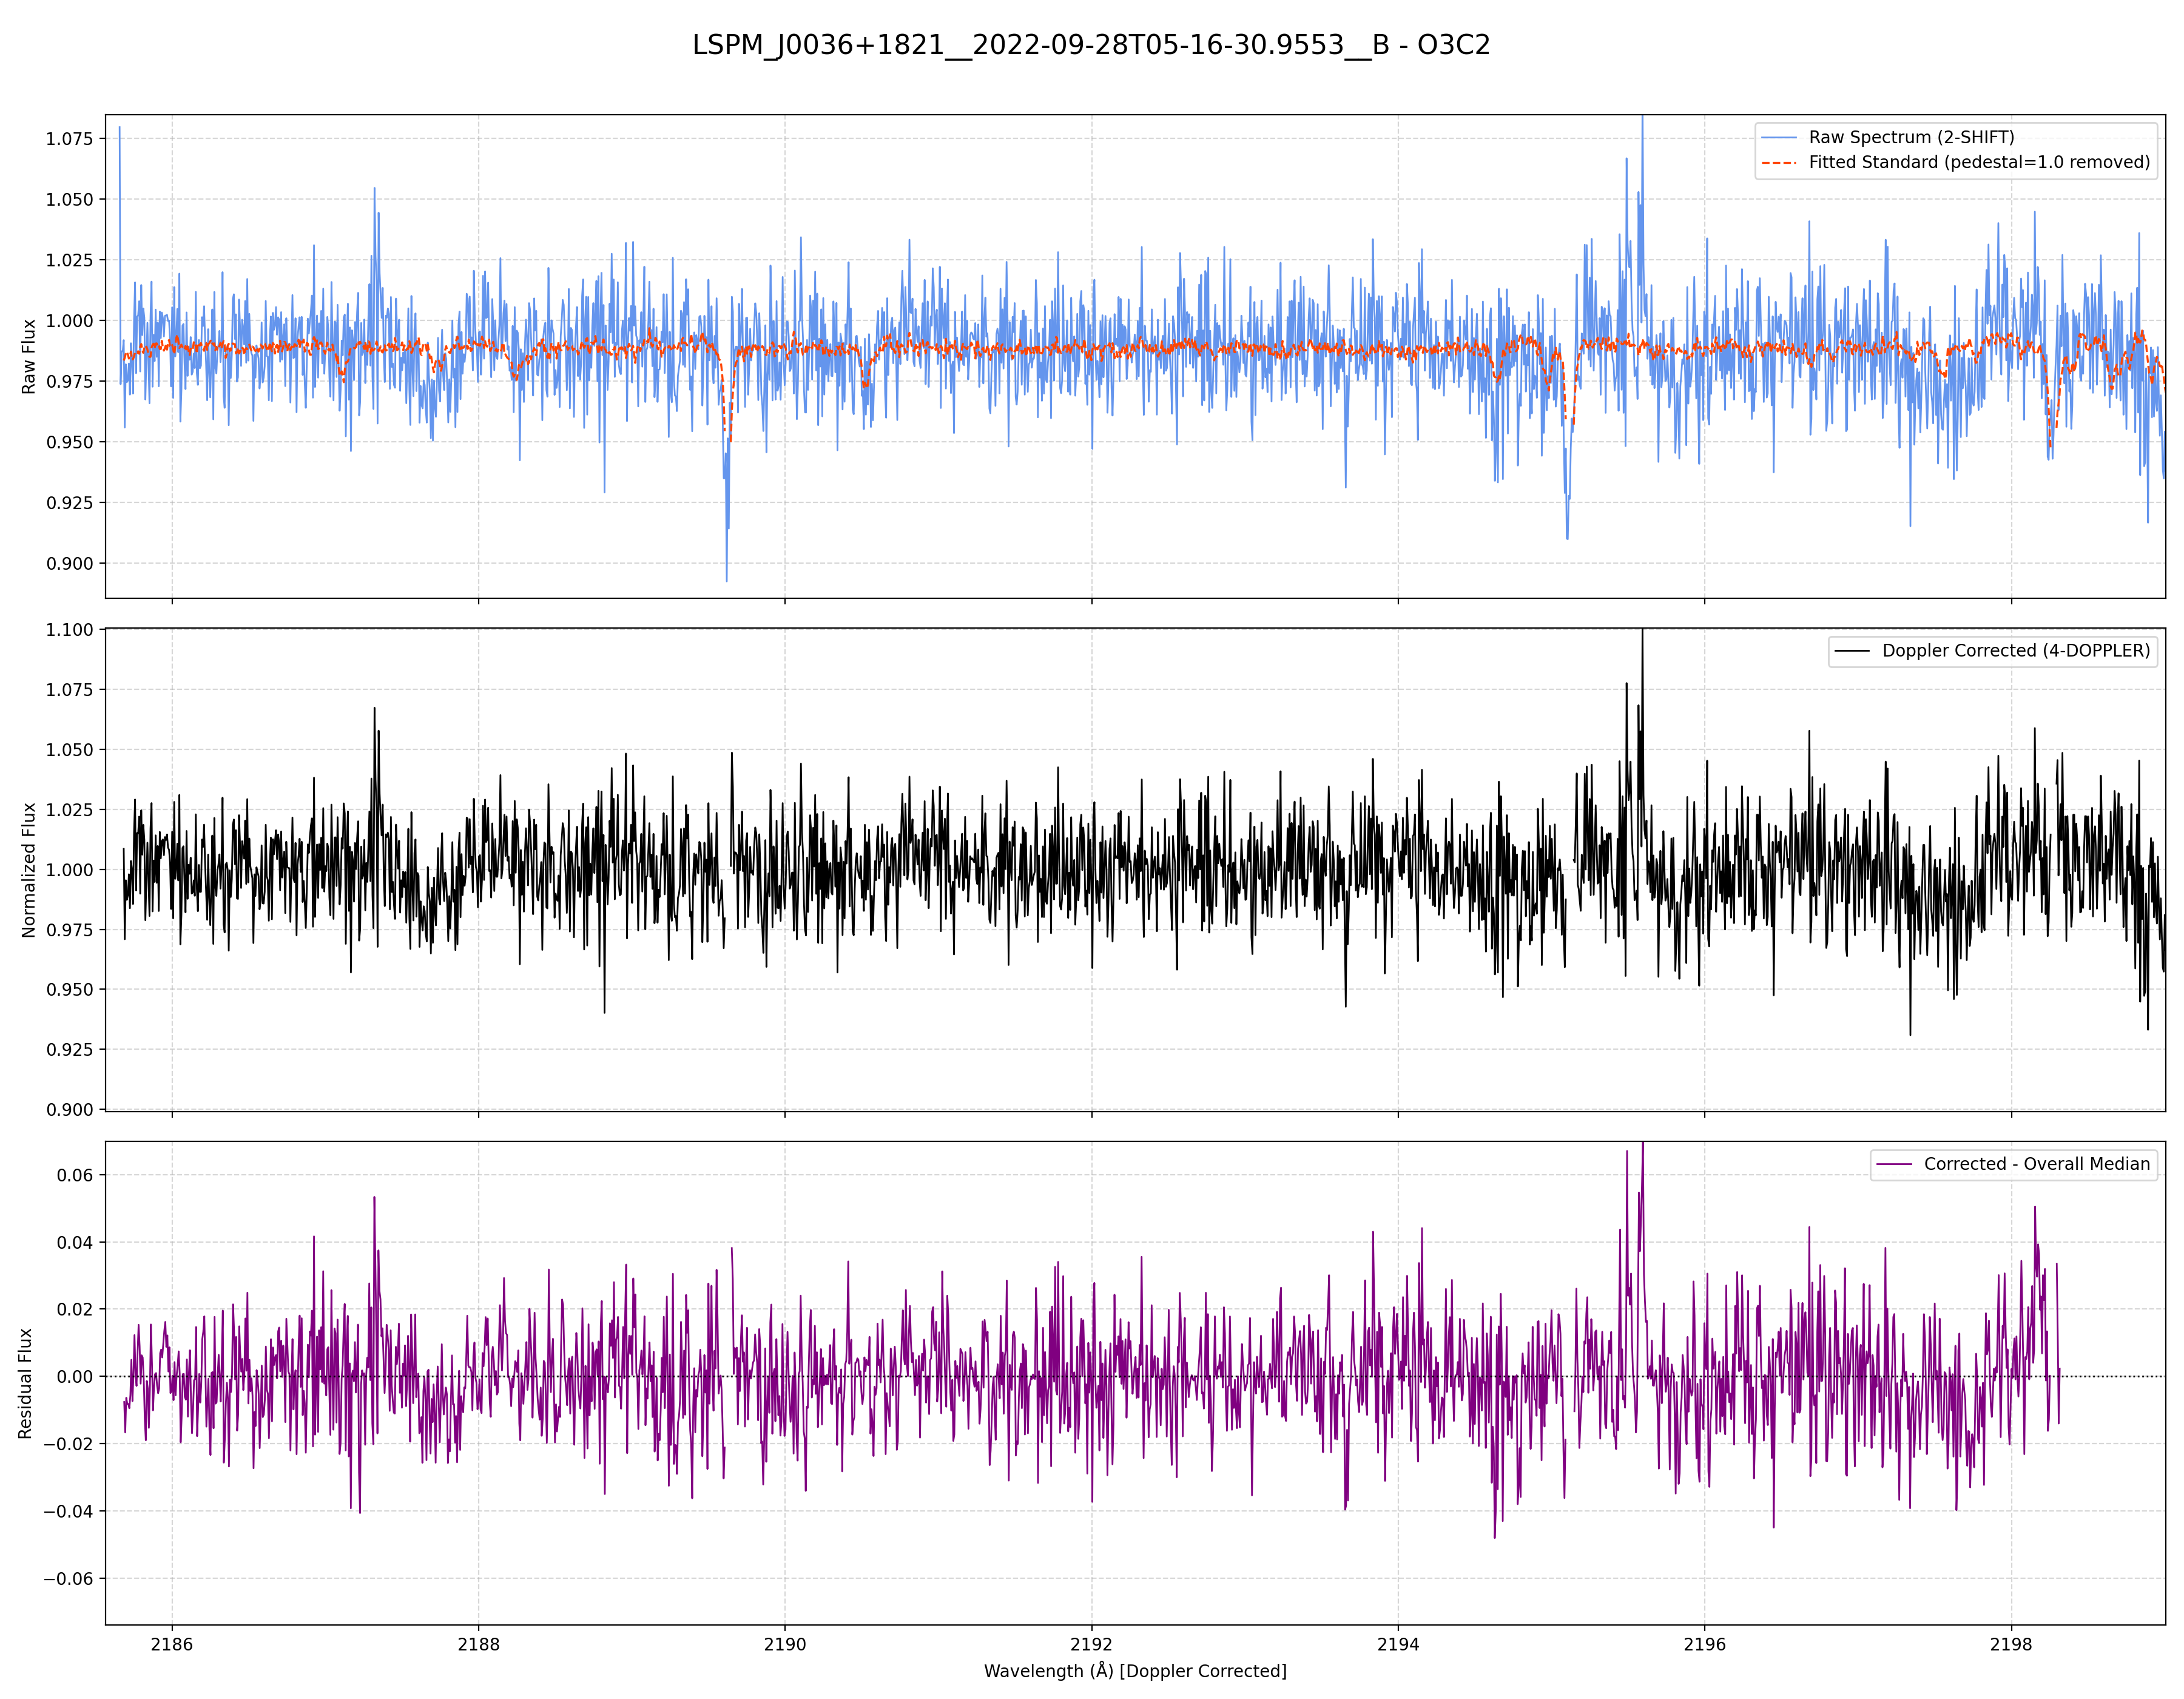 LSPM_J0036+1821__2022-09-28T05-16-30.9553__B - O3C2
Raw Flux
1.075
1.050
1.025
1.000
0.975
0.950
0.925
0.900
Raw Spectrum (2-SHIFT)
Fitted Standard (pedestal=1.0 removed)
Normalized Flux
1.100
1.075
1.050
1.025
1.000
0.975
0.950
0.925
0.900
Doppler Corrected (4-DOPPLER)
Residual Flux
0.06
0.04
0.02
0.00
−0.02
−0.04
−0.06
Corrected - Overall Median
2186 2188 2190 2192 2194 2196 2198
Wavelength (Å) [Doppler Corrected]